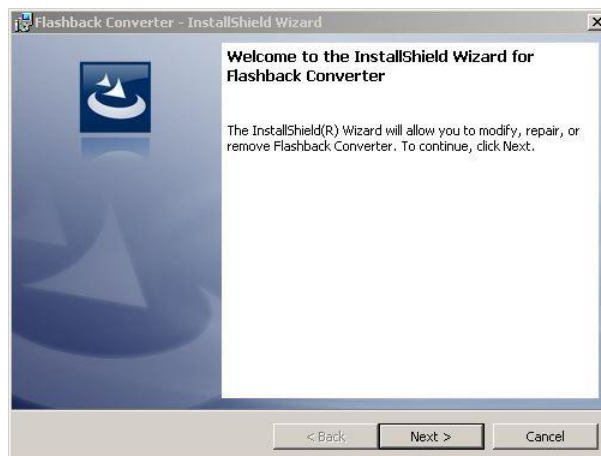 Flashback Converter - InstallShield Wizard
Welcome to the InstallShield Wizard for
Flashback Converter
The InstallShield(R) Wizard will allow you to modify, repair, or
remove Flashback Converter. To continue, click Next.
< Back Next > Cancel